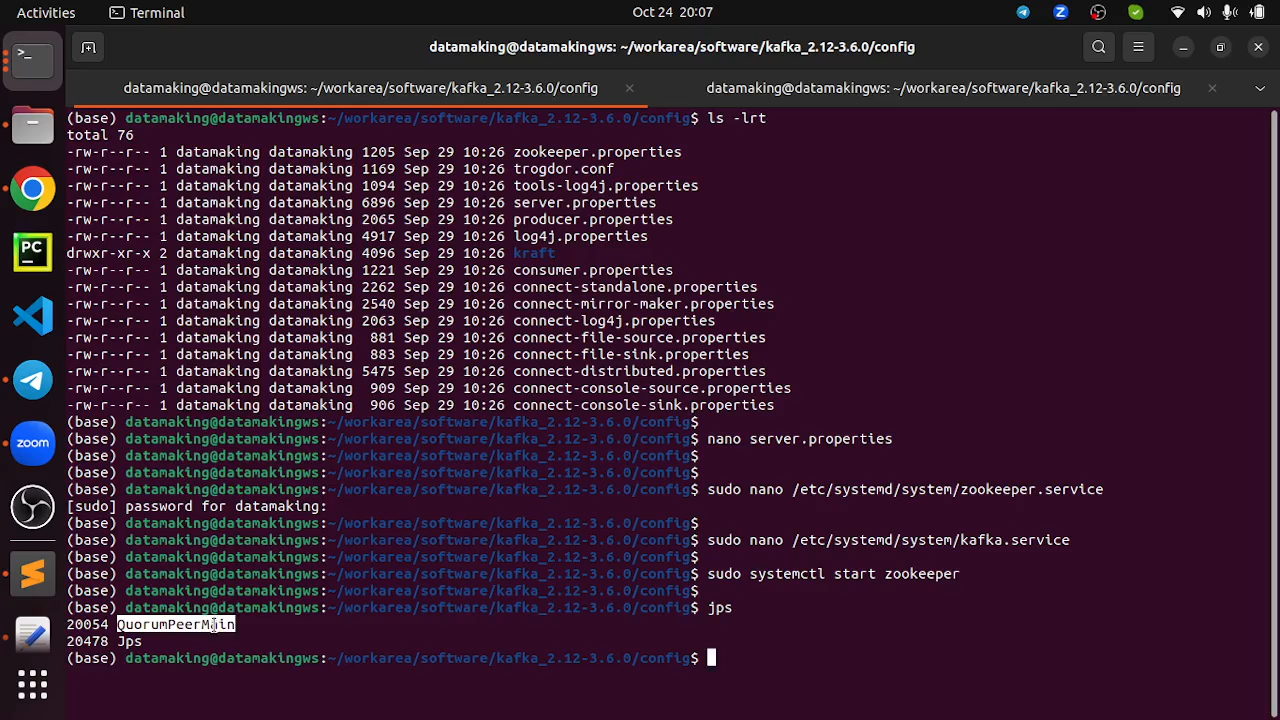 Activities
Terminal
Oct 24 20:07
datamaking@datamakingws: ~/workarea/software/kafka_2.12-3.6.0/config
datamaking@datamakingws: ~/workarea/software/kafka_2.12-3.6.0/config
datamaking@datamakingws: ~/workarea/software/kafka_2.12-3.6.0/config
(base) datamaking@datamakingws:~/workarea/software/kafka_2.12-3.6.0/config$ ls -lrt
total 76
-rw-r--r-- 1 datamaking datamaking 1205 Sep 29 10:26 zookeeper.properties
-rw-r--r-- 1 datamaking datamaking 1169 Sep 29 10:26 trogdor.conf
-rw-r--r-- 1 datamaking datamaking 1094 Sep 29 10:26 tools-log4j.properties
-rw-r--r-- 1 datamaking datamaking 6896 Sep 29 10:26 server.properties
-rw-r--r-- 1 datamaking datamaking 2065 Sep 29 10:26 producer.properties
-rw-r--r-- 1 datamaking datamaking 4917 Sep 29 10:26 log4j.properties
drwxr-xr-x 2 datamaking datamaking 4096 Sep 29 10:26 kraft
-rw-r--r-- 1 datamaking datamaking 1221 Sep 29 10:26 consumer.properties
-rw-r--r-- 1 datamaking datamaking 2262 Sep 29 10:26 connect-standalone.properties
-rw-r--r-- 1 datamaking datamaking 2540 Sep 29 10:26 connect-mirror-maker.properties
-rw-r--r-- 1 datamaking datamaking 2063 Sep 29 10:26 connect-log4j.properties
-rw-r--r-- 1 datamaking datamaking  881 Sep 29 10:26 connect-file-source.properties
-rw-r--r-- 1 datamaking datamaking  883 Sep 29 10:26 connect-file-sink.properties
-rw-r--r-- 1 datamaking datamaking 5475 Sep 29 10:26 connect-distributed.properties
-rw-r--r-- 1 datamaking datamaking  909 Sep 29 10:26 connect-console-source.properties
-rw-r--r-- 1 datamaking datamaking  906 Sep 29 10:26 connect-console-sink.properties
(base) datamaking@datamakingws:~/workarea/software/kafka_2.12-3.6.0/config$
(base) datamaking@datamakingws:~/workarea/software/kafka_2.12-3.6.0/config$ nano server.properties
(base) datamaking@datamakingws:~/workarea/software/kafka_2.12-3.6.0/config$
(base) datamaking@datamakingws:~/workarea/software/kafka_2.12-3.6.0/config$
(base) datamaking@datamakingws:~/workarea/software/kafka_2.12-3.6.0/config$ sudo nano /etc/systemd/system/zookeeper.service
[sudo] password for datamaking:
(base) datamaking@datamakingws:~/workarea/software/kafka_2.12-3.6.0/config$
(base) datamaking@datamakingws:~/workarea/software/kafka_2.12-3.6.0/config$ sudo nano /etc/systemd/system/kafka.service
(base) datamaking@datamakingws:~/workarea/software/kafka_2.12-3.6.0/config$
(base) datamaking@datamakingws:~/workarea/software/kafka_2.12-3.6.0/config$ sudo systemctl start zookeeper
(base) datamaking@datamakingws:~/workarea/software/kafka_2.12-3.6.0/config$
(base) datamaking@datamakingws:~/workarea/software/kafka_2.12-3.6.0/config$ jps
20054 QuorumPeerMain
20478 Jps
(base) datamaking@datamakingws:~/workarea/software/kafka_2.12-3.6.0/config$
PC
zoom